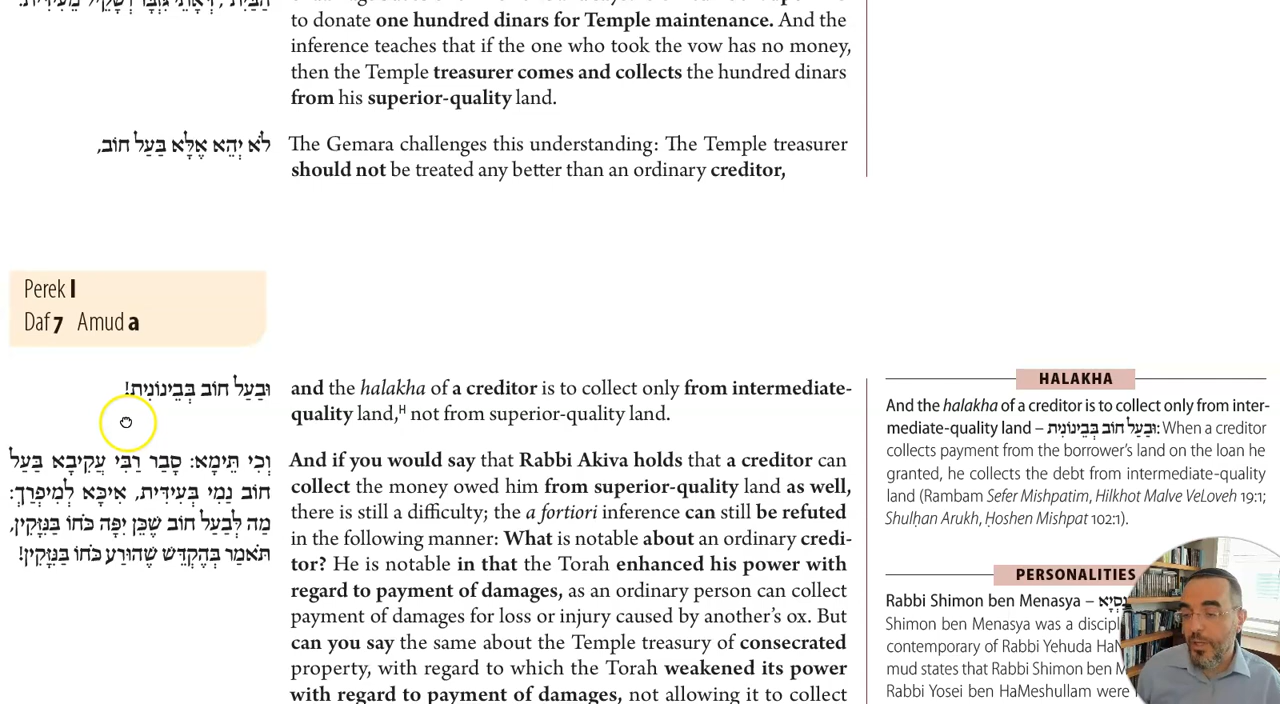 to donate one hundred dinars for Temple maintenance. And the
inference teaches that if the one who took the vow has no money,
then the Temple treasurer comes and collects the hundred dinars
from his superior-quality land.
לֹא יְהֵא אֶלָּא בַּעַל חוֹב,
The Gemara challenges this understanding: The Temple treasurer
should not be treated any better than an ordinary creditor,
Perek I
Daf 7 Amud a
וּבַעַל חוֹב בְּבֵינוֹנִית!
and the halakha of a creditor is to collect only from intermediate-
quality land,H not from superior-quality land.
וְכִי תֵּימָא: סָבַר רַבִּי עֲקִיבָא בַּעַל
חוֹב נַמִי בְּעִידִּית, אִיכָּא לְמִיפְרַךְ:
מַה לְּבַעַל חוֹב שֶׁכֵּן יִפָּה כֹּחוֹ בַּנְּזָקִין,
תֹּאמַר בְּהֶקְדֵּשׁ שֶׁהוּרַע כֹּחוֹ בַּנְּזָקִין!
And if you would say that Rabbi Akiva holds that a creditor can
collect the money owed him from superior-quality land as well,
there is still a difficulty; the a fortiori inference can still be refuted
in the following manner: What is notable about an ordinary credi-
tor? He is notable in that the Torah enhanced his power with
regard to payment of damages, as an ordinary person can collect
payment of damages for loss or injury caused by another's ox. But
can you say the same about the Temple treasury of consecrated
property, with regard to which the Torah weakened its power
with regard to payment of damages, not allowing it to collect
HALAKHA
And the halakha of a creditor is to collect only from inter-
mediate-quality land – וּבַעַל חוֹב בְּבֵינוֹנִית: When a creditor
collects payment from the borrower's land on the loan he
granted, he collects the debt from intermediate-quality
land (Rambam Sefer Mishpatim, Hilkhot Malve VeLoveh 19:1;
Shulḥan Arukh, Ḥoshen Mishpat 102:1).
PERSONALITIES
Rabbi Shimon ben Menasya –
Shimon ben Menasya was a
contemporary of Rabbi Yehuda
mud states that Rabbi Shimon ben
Rabbi Yosei ben HaMeshullam were